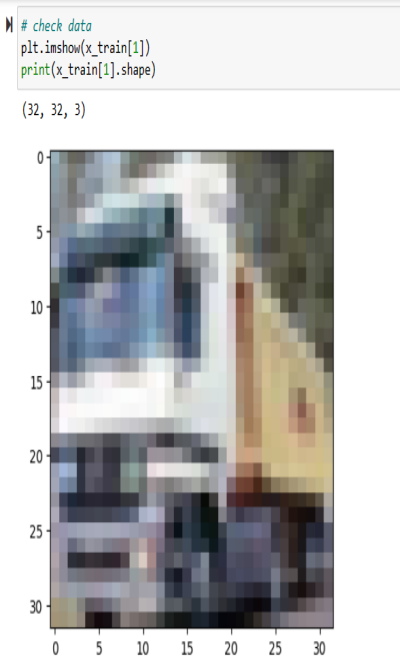 # check data
plt.imshow(x_train[1])
print(x_train[1].shape)
(32, 32, 3)
0
5
10
15
20
25
30
0 5 10 15 20 25 30